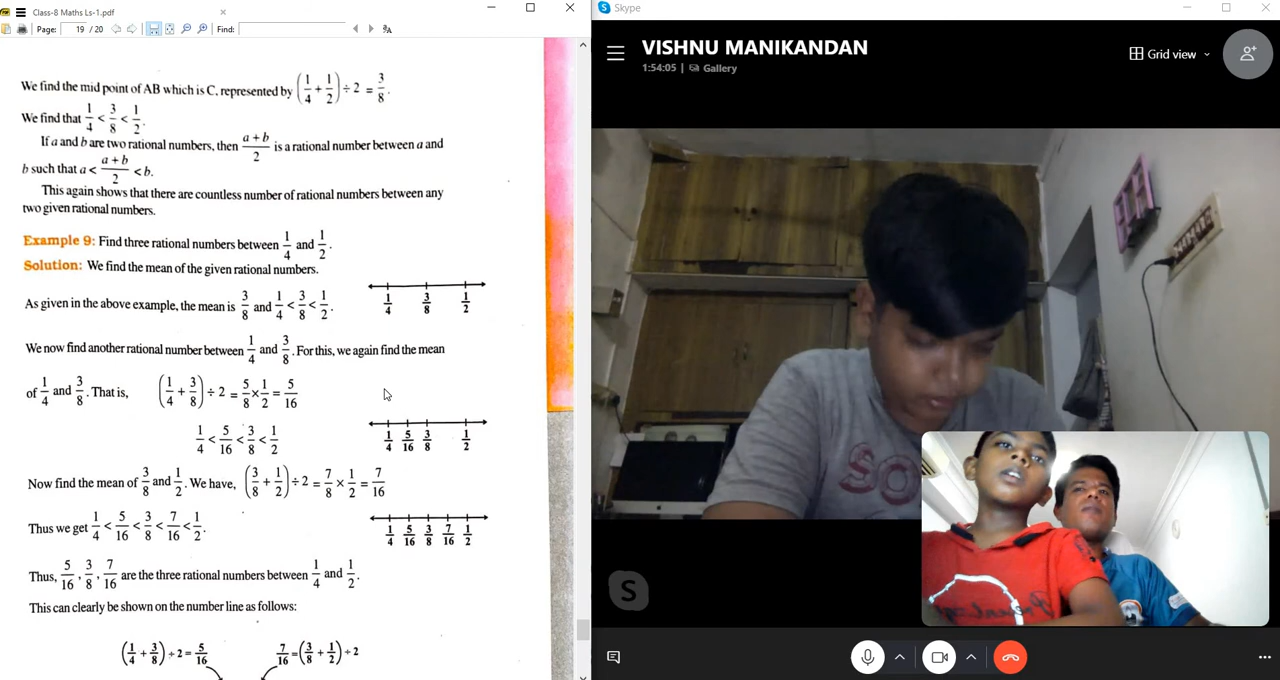 Class-8 Maths Ls-1.pdf
Page: 19 / 20 Find:
We find the mid point of AB which is C, represented by (1/4 + 1/2) ÷ 2 = 3/8.
We find that 1/4 < 3/8 < 1/2.
If a and b are two rational numbers, then a + b/2 is a rational number between a and
b such that a < a + b/2 < b.
This again shows that there are countless number of rational numbers between any
two given rational numbers.
Example 9: Find three rational numbers between 1/4 and 1/2.
Solution: We find the mean of the given rational numbers.
As given in the above example, the mean is 3/8 and 1/4 < 3/8 < 1/2.
1/4 3/8 1/2
We now find another rational number between 1/4 and 3/8. For this, we again find the mean
of 1/4 and 3/8. That is, (1/4 + 3/8) ÷ 2 = 5/8 × 1/2 = 5/16
1/4 < 5/16 < 3/8 < 1/2
1/4 5/16 3/8 1/2
Now find the mean of 3/8 and 1/2. We have, (3/8 + 1/2) ÷ 2 = 7/8 × 1/2 = 7/16
Thus we get 1/4 < 5/16 < 3/8 < 7/16 < 1/2.
1/4 5/16 3/8 7/16 1/2
Thus, 5/16, 3/8, 7/16 are the three rational numbers between 1/4 and 1/2.
This can clearly be shown on the number line as follows:
(1/4 + 3/8) ÷ 2 = 5/16 7/16 = (3/8 + 1/2) ÷ 2
Skype
VISHNU MANIKANDAN
1:54:05 | Gallery
Grid view
SO
S